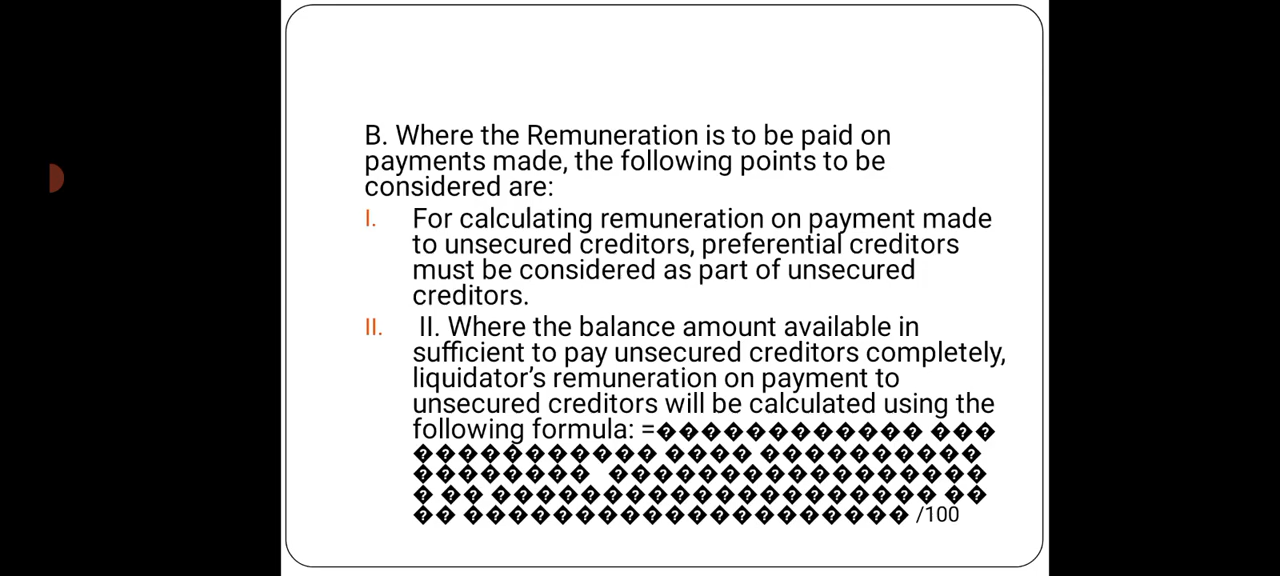 B. Where the Remuneration is to be paid on
payments made, the following points to be
considered are:
I. For calculating remuneration on payment made
to unsecured creditors, preferential creditors
must be considered as part of unsecured
creditors.
II. II. Where the balance amount available in
sufficient to pay unsecured creditors completely,
liquidator’s remuneration on payment to
unsecured creditors will be calculated using the
following formula: =
/100